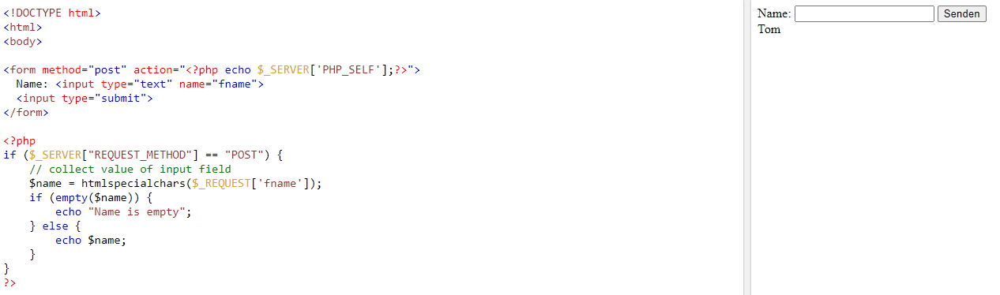 <!DOCTYPE html>
<html>
<body>
<form method="post" action="<?php echo $_SERVER['PHP_SELF'];?>">
  Name: <input type="text" name="fname">
  <input type="submit">
</form>
<?php
if ($_SERVER["REQUEST_METHOD"] == "POST") {
    // collect value of input field
    $name = htmlspecialchars($_REQUEST['fname']);
    if (empty($name)) {
        echo "Name is empty";
    } else {
        echo $name;
    }
}
?>
Name: Senden
Tom